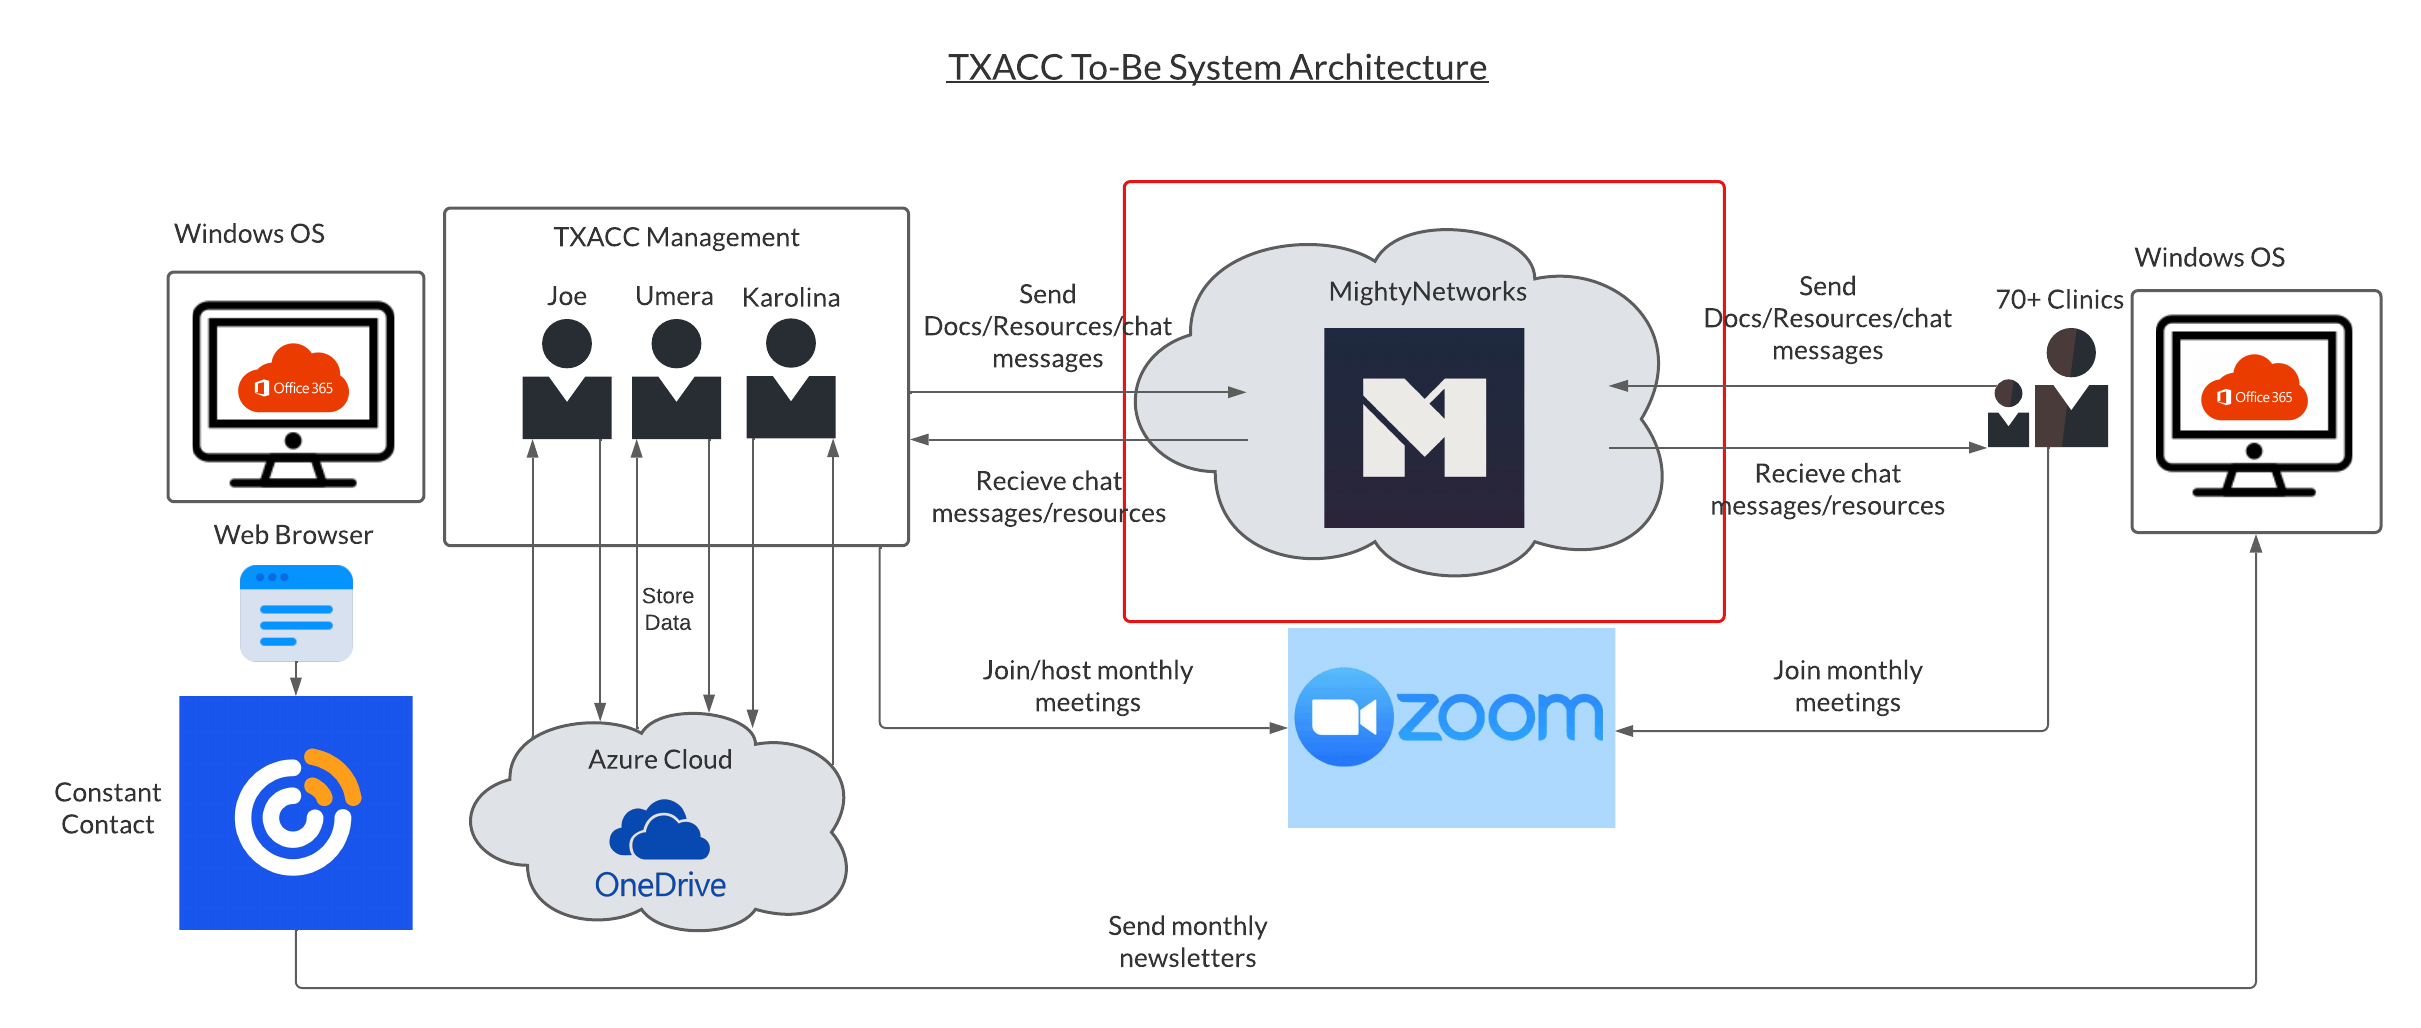 TXACC To-Be System Architecture
Windows OS
Office 365
Web Browser
Constant
Contact
TXACC Management
Joe
Umera
Karolina
Store
Data
Azure Cloud
OneDrive
Send
Docs/Resources/chat
messages
Recieve chat
messages/resources
MightyNetworks
Join/host monthly
meetings
zoom
Send
Docs/Resources/chat
messages
Recieve chat
messages/resources
Join monthly
meetings
70+ Clinics
Windows OS
Office 365
Send monthly
newsletters